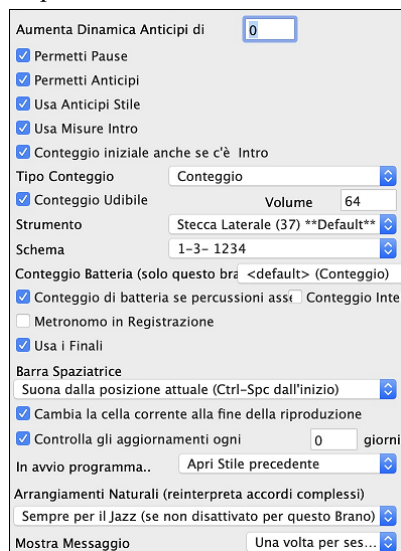 Aumenta Dinamica Anticipi di 0
Permetti Pause
Permetti Anticipi
Usa Anticipi Stile
Usa Misure Intro
Conteggio iniziale anche se c'è Intro
Tipo Conteggio Conteggio
Conteggio Udibile Volume 64
Strumento Stecca Laterale (37) **Default**
Schema 1-3- 1234
Conteggio Batteria (solo questo bra <default> (Conteggio)
Conteggio di batteria se percussioni asse Conteggio Inte
Metronomo in Registrazione
Usa i Finali
Barra Spaziatrice
Suona dalla posizione attuale (Ctrl-Spc dall'inizio)
Cambia la cella corrente alla fine della riproduzione
Controlla gli aggiornamenti ogni 0 giorni
In avvio programma.. Apri Stile precedente
Arrangiamenti Naturali (reinterpreta accordi complessi)
Sempre per il Jazz (se non disattivato per questo Brano)
Mostra Messaggio Una volta per ses...